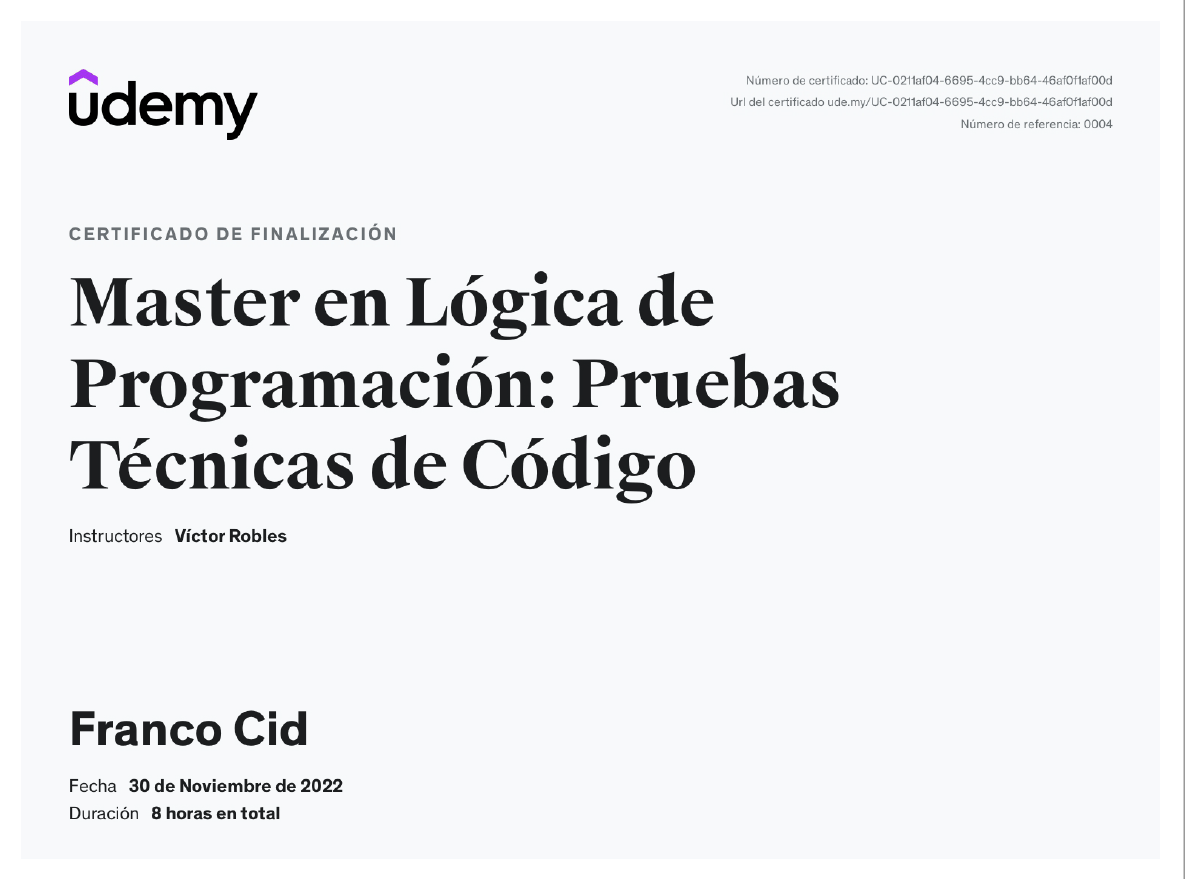 udemy
Número de certificado: UC-0211af04-6695-4cc9-bb64-46af0f1af00d
Url del certificado ude.my/UC-0211af04-6695-4cc9-bb64-46af0f1af00d
Número de referencia: 0004
CERTIFICADO DE FINALIZACIÓN
Master en Lógica de
Programación: Pruebas
Técnicas de Código
Instructores Víctor Robles
Franco Cid
Fecha 30 de Noviembre de 2022
Duración 8 horas en total